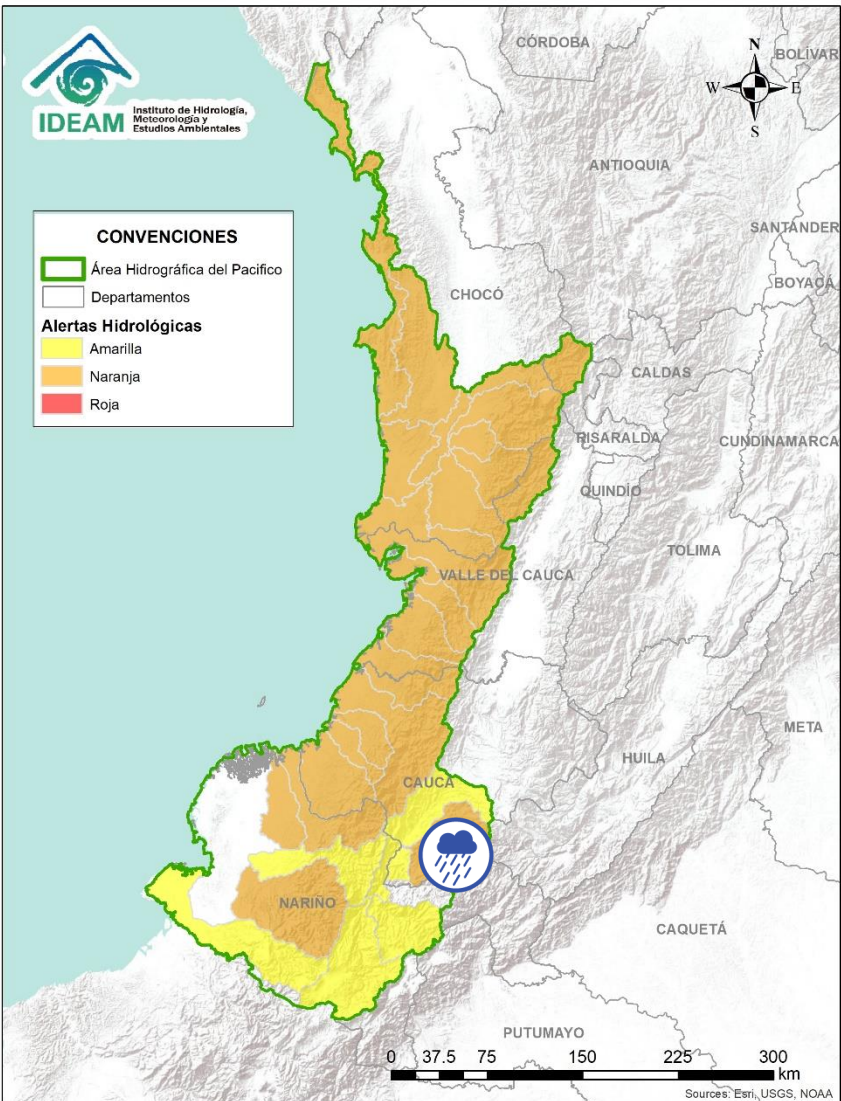 IDEAM
Instituto de Hidrología,
Meteorología y
Estudios Ambientales
N
W
E
S
CÓRDOBA
BOLÍVAR
ANTIOQUIA
SANTANDER
BOYACÁ
CONVENCIONES
Área Hidrográfica del Pacifico
Departamentos
Alertas Hidrológicas
Amarilla
Naranja
Roja
CHOCÓ
CALDAS
RISARALDA
CUNDINAMARCA
QUINDÍO
TOLIMA
VALLE DEL CAUCA
META
HUILA
CAUCA
NARIÑO
CAQUETÁ
PUTUMAYO
0 37.5 75 150 225 300
km
Sources: Esri, USGS, NOAA